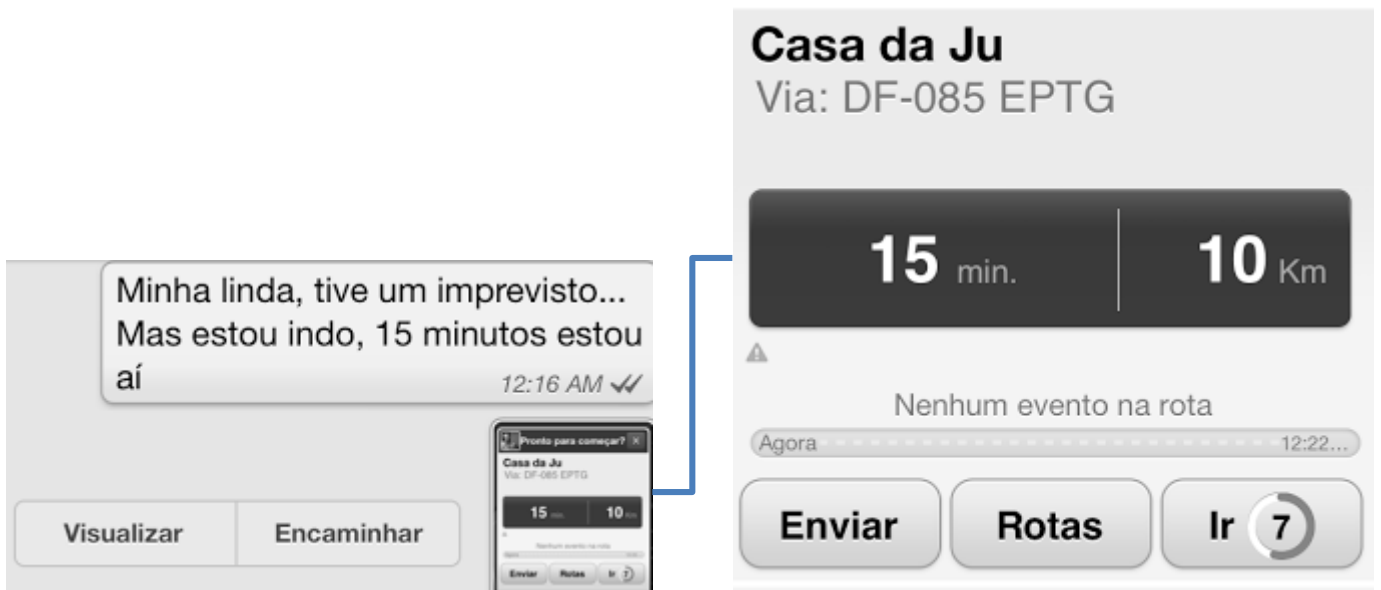 Minha linda, tive um imprevisto...
Mas estou indo, 15 minutos estou
aí
12:16 AM
Visualizar
Encaminhar
Pronto para começar?
Casa da Ju
Via: DF-085 EPTG
15 min.
10 Km
Nenhum evento na rota
Enviar
Rotas
Ir 7
Casa da Ju
Via: DF-085 EPTG
15 min.
10 Km
Nenhum evento na rota
Agora
12:22...
Enviar
Rotas
Ir 7